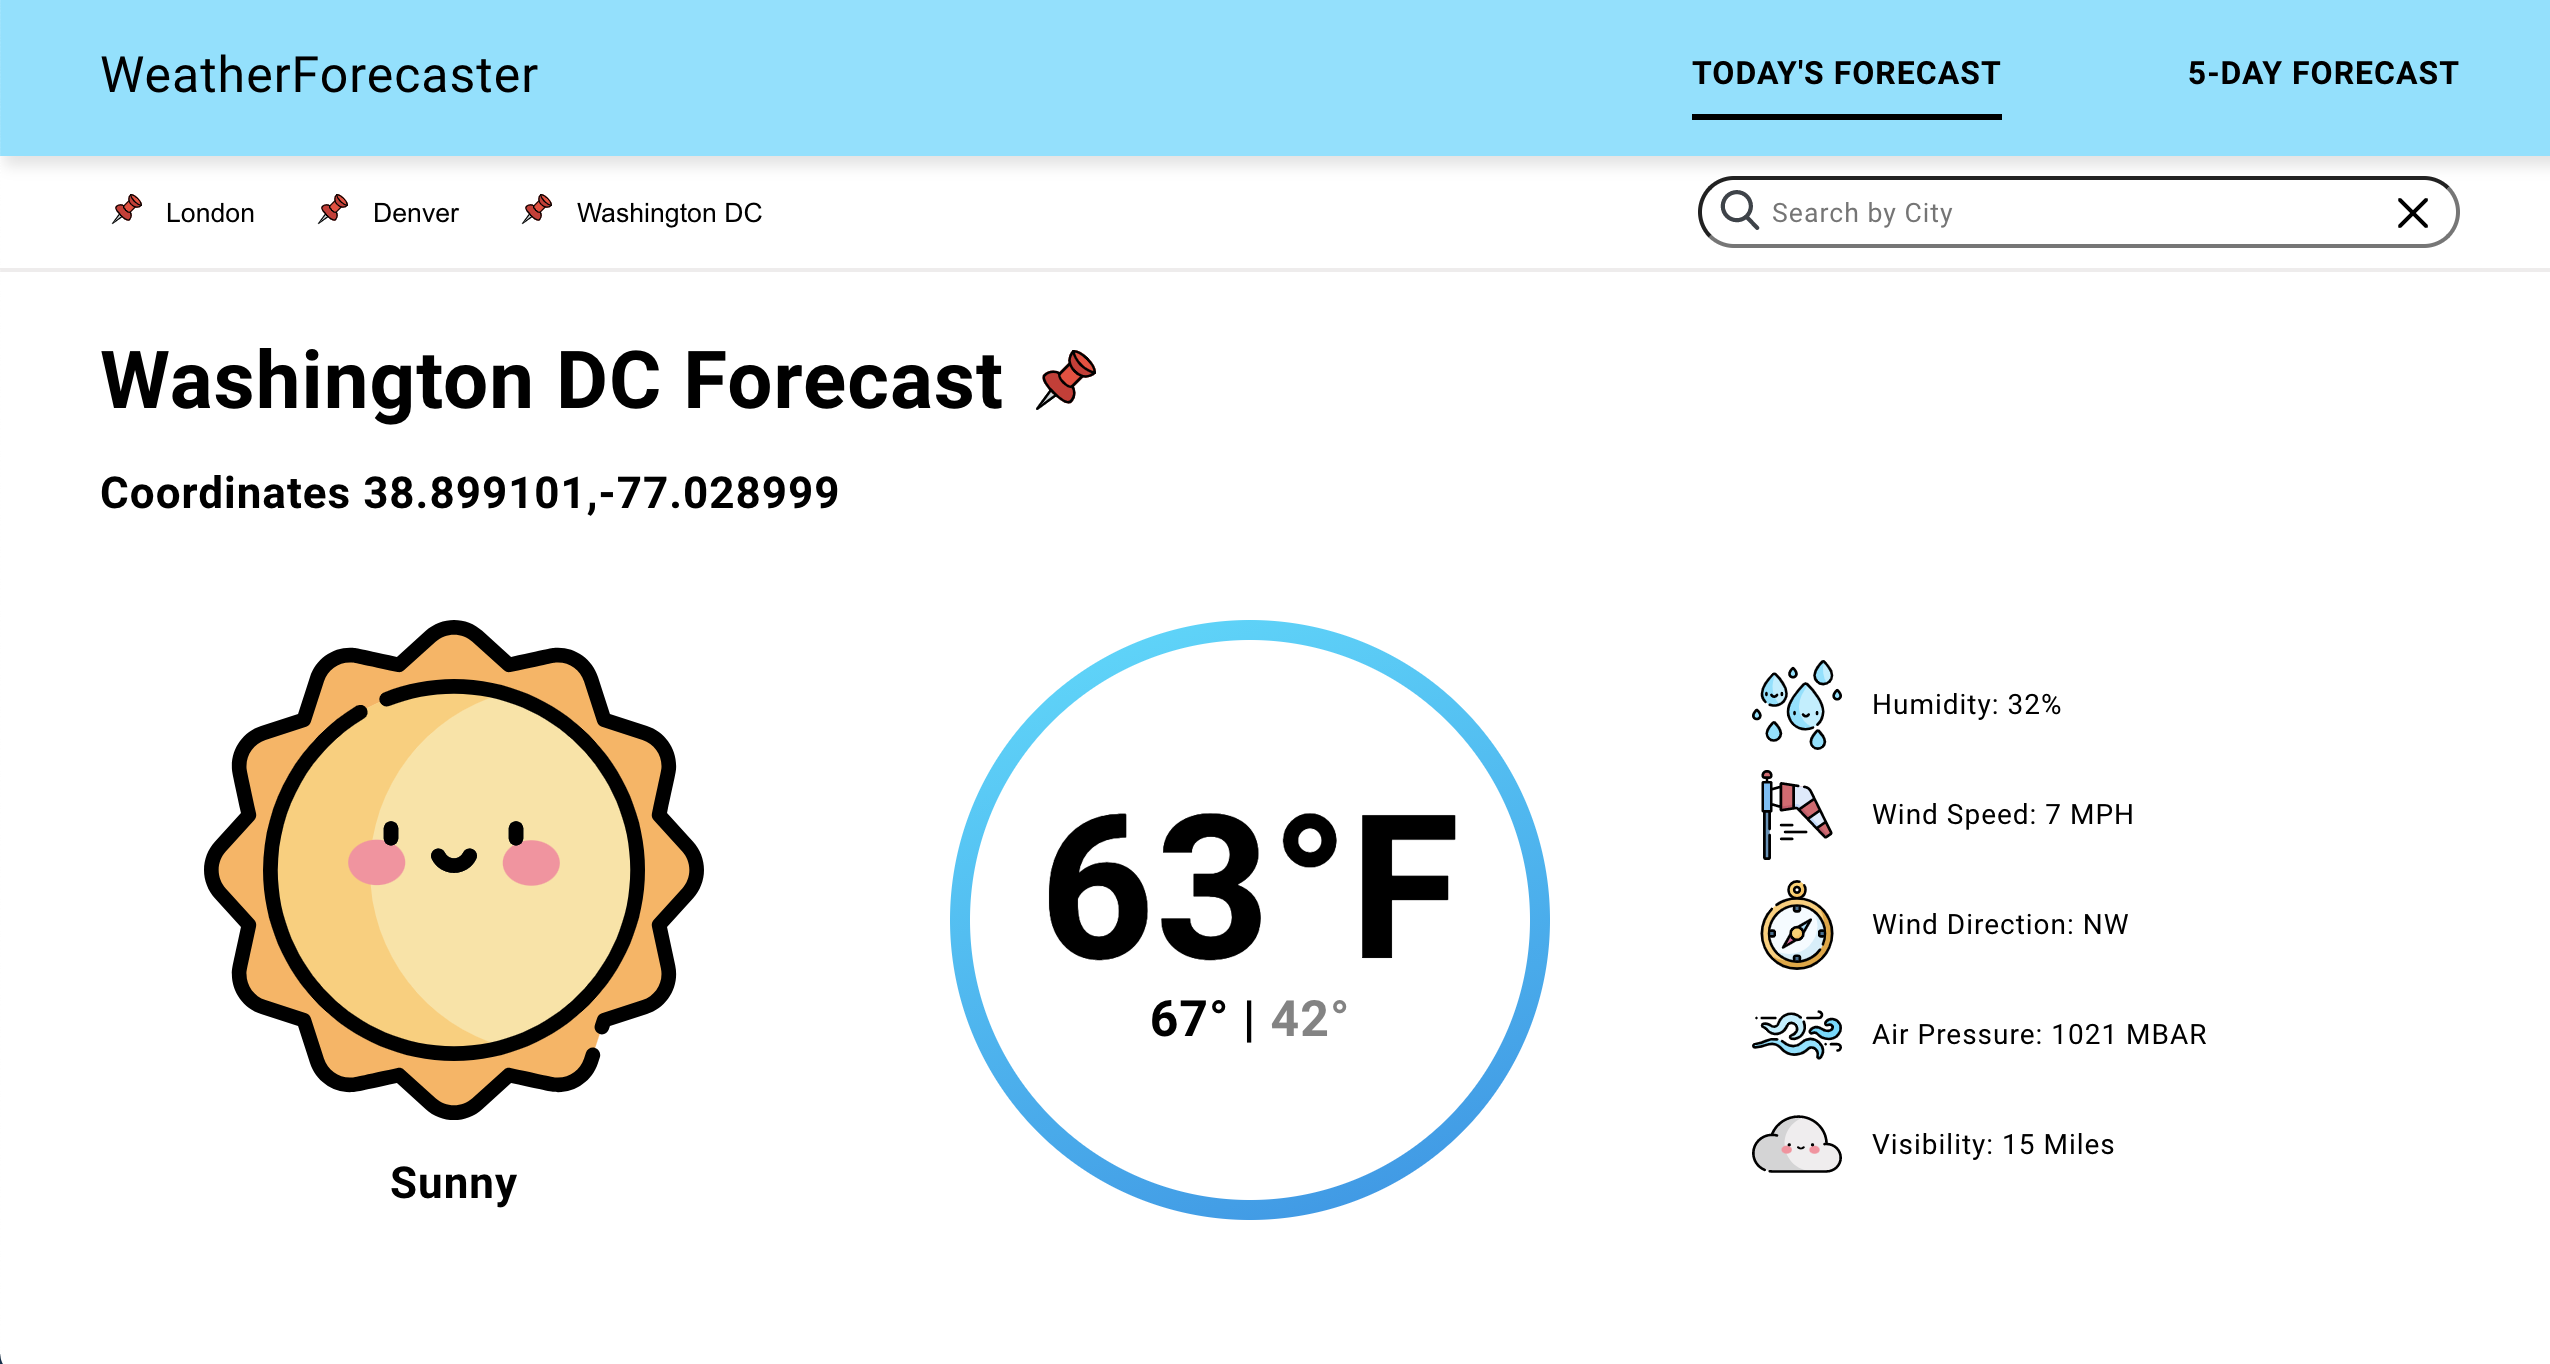 WeatherForecaster
TODAY'S FORECAST
5-DAY FORECAST
London
Denver
Washington DC
Search by City
Washington DC Forecast
Coordinates 38.899101,-77.028999
Sunny
63°F
67° | 42°
Humidity: 32%
Wind Speed: 7 MPH
Wind Direction: NW
Air Pressure: 1021 MBAR
Visibility: 15 Miles